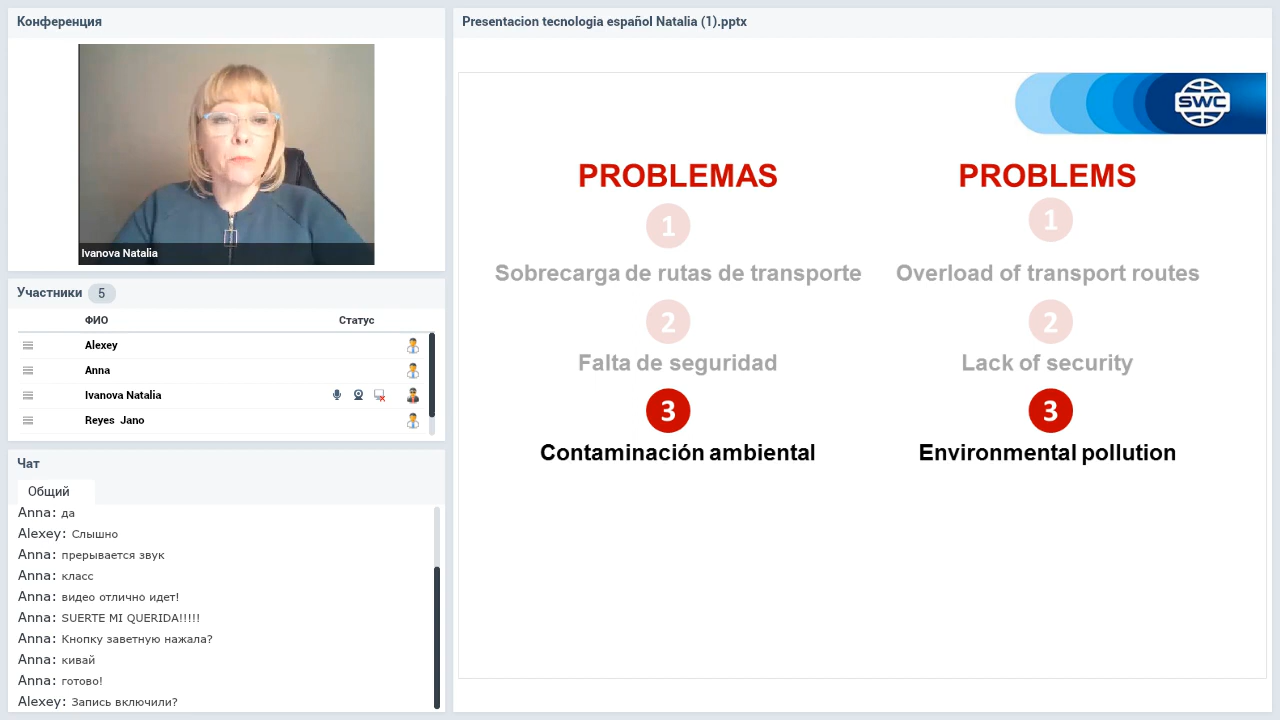 Конференция
Ivanova Natalia
Участники 5
ФИО Статус
Alexey
Anna
Ivanova Natalia
Reyes Jano
Чат
Общий
Anna: да
Alexey: Слышно
Anna: прерывается звук
Anna: класс
Anna: видео отлично идет!
Anna: SUERTE MI QUERIDA!!!!!
Anna: Кнопку заветную нажала?
Anna: кивай
Anna: готово!
Alexey: Запись включили?
Presentacion tecnologia español Natalia (1).pptx
SWC
PROBLEMAS
1
Sobrecarga de rutas de transporte
2
Falta de seguridad
3
Contaminación ambiental
PROBLEMS
1
Overload of transport routes
2
Lack of security
3
Environmental pollution